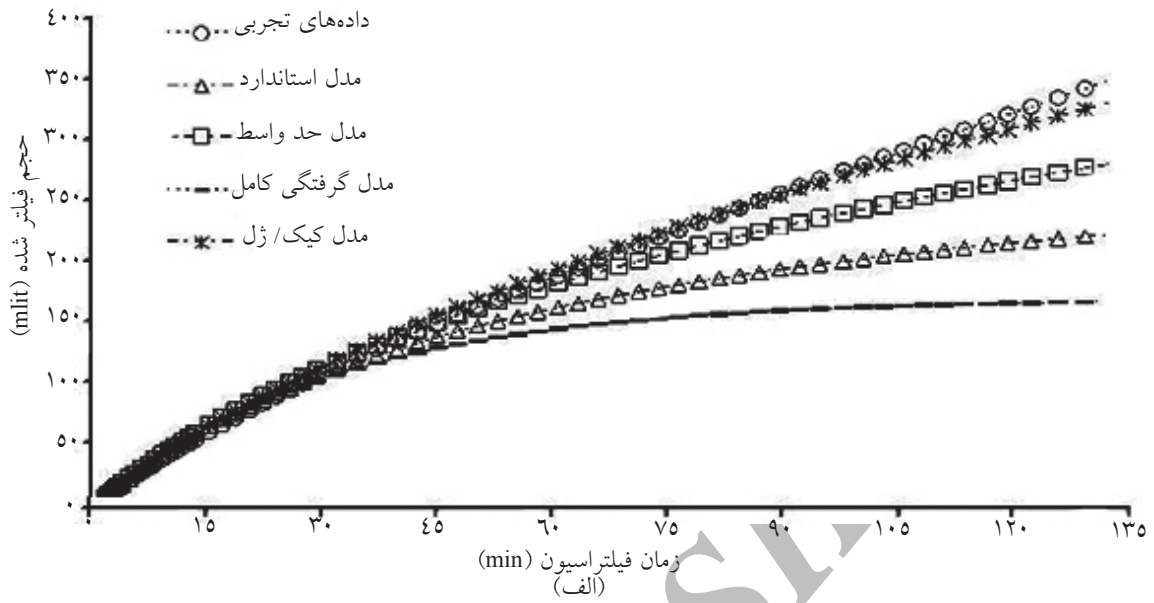 داده‌های تجربی
مدل استاندارد
مدل حد واسط
مدل گرفتگی کامل
مدل کیک/ ژل
حجم فیلتر شده (mlit)
٤٠٠
٣٥٠
٣٠٠
٢٥٠
٢٠٠
١٥٠
١٠٠
٥٠
٠
٠ ١٥ ٣٠ ٤٥ ٦٠ ٧٥ ٩٠ ١٠٥ ١٢٠ ١٣٥
زمان فیلتراسیون (min)
(الف)